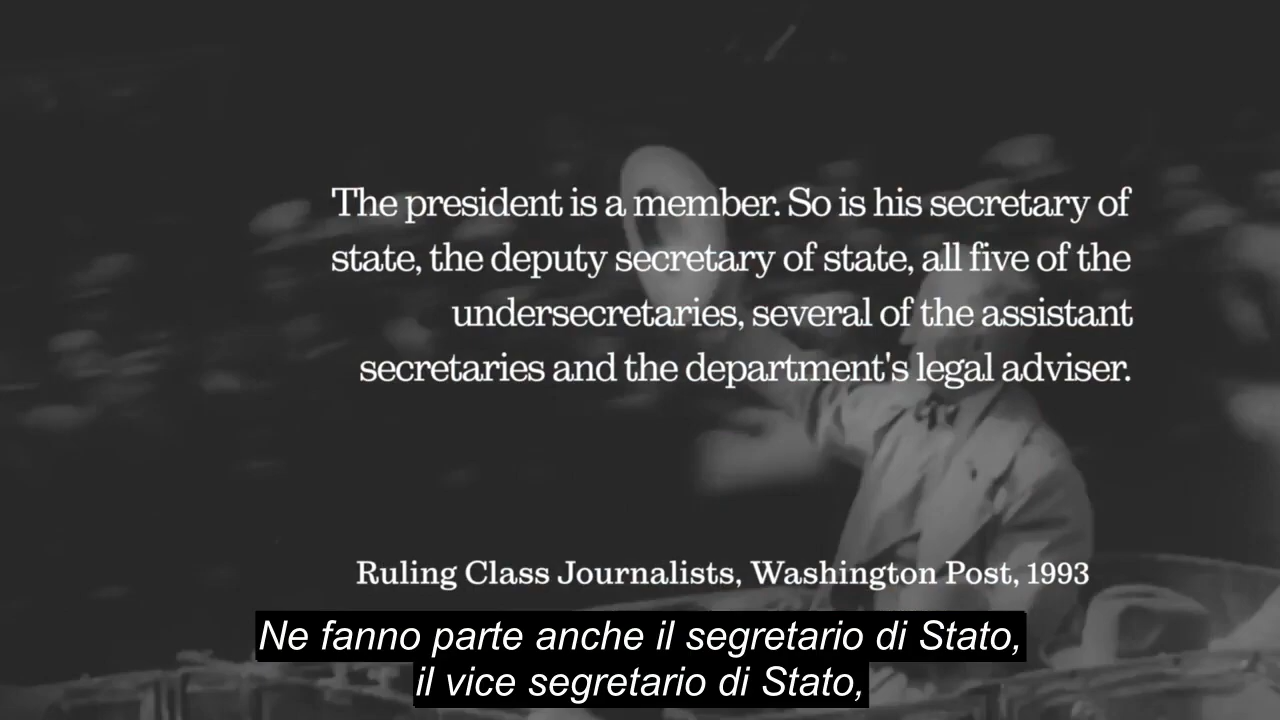 The president is a member. So is his secretary of
state, the deputy secretary of state, all five of the
undersecretaries, several of the assistant
secretaries and the department's legal adviser.
Ruling Class Journalists, Washington Post, 1993
Ne fanno parte anche il segretario di Stato,
il vice segretario di Stato,